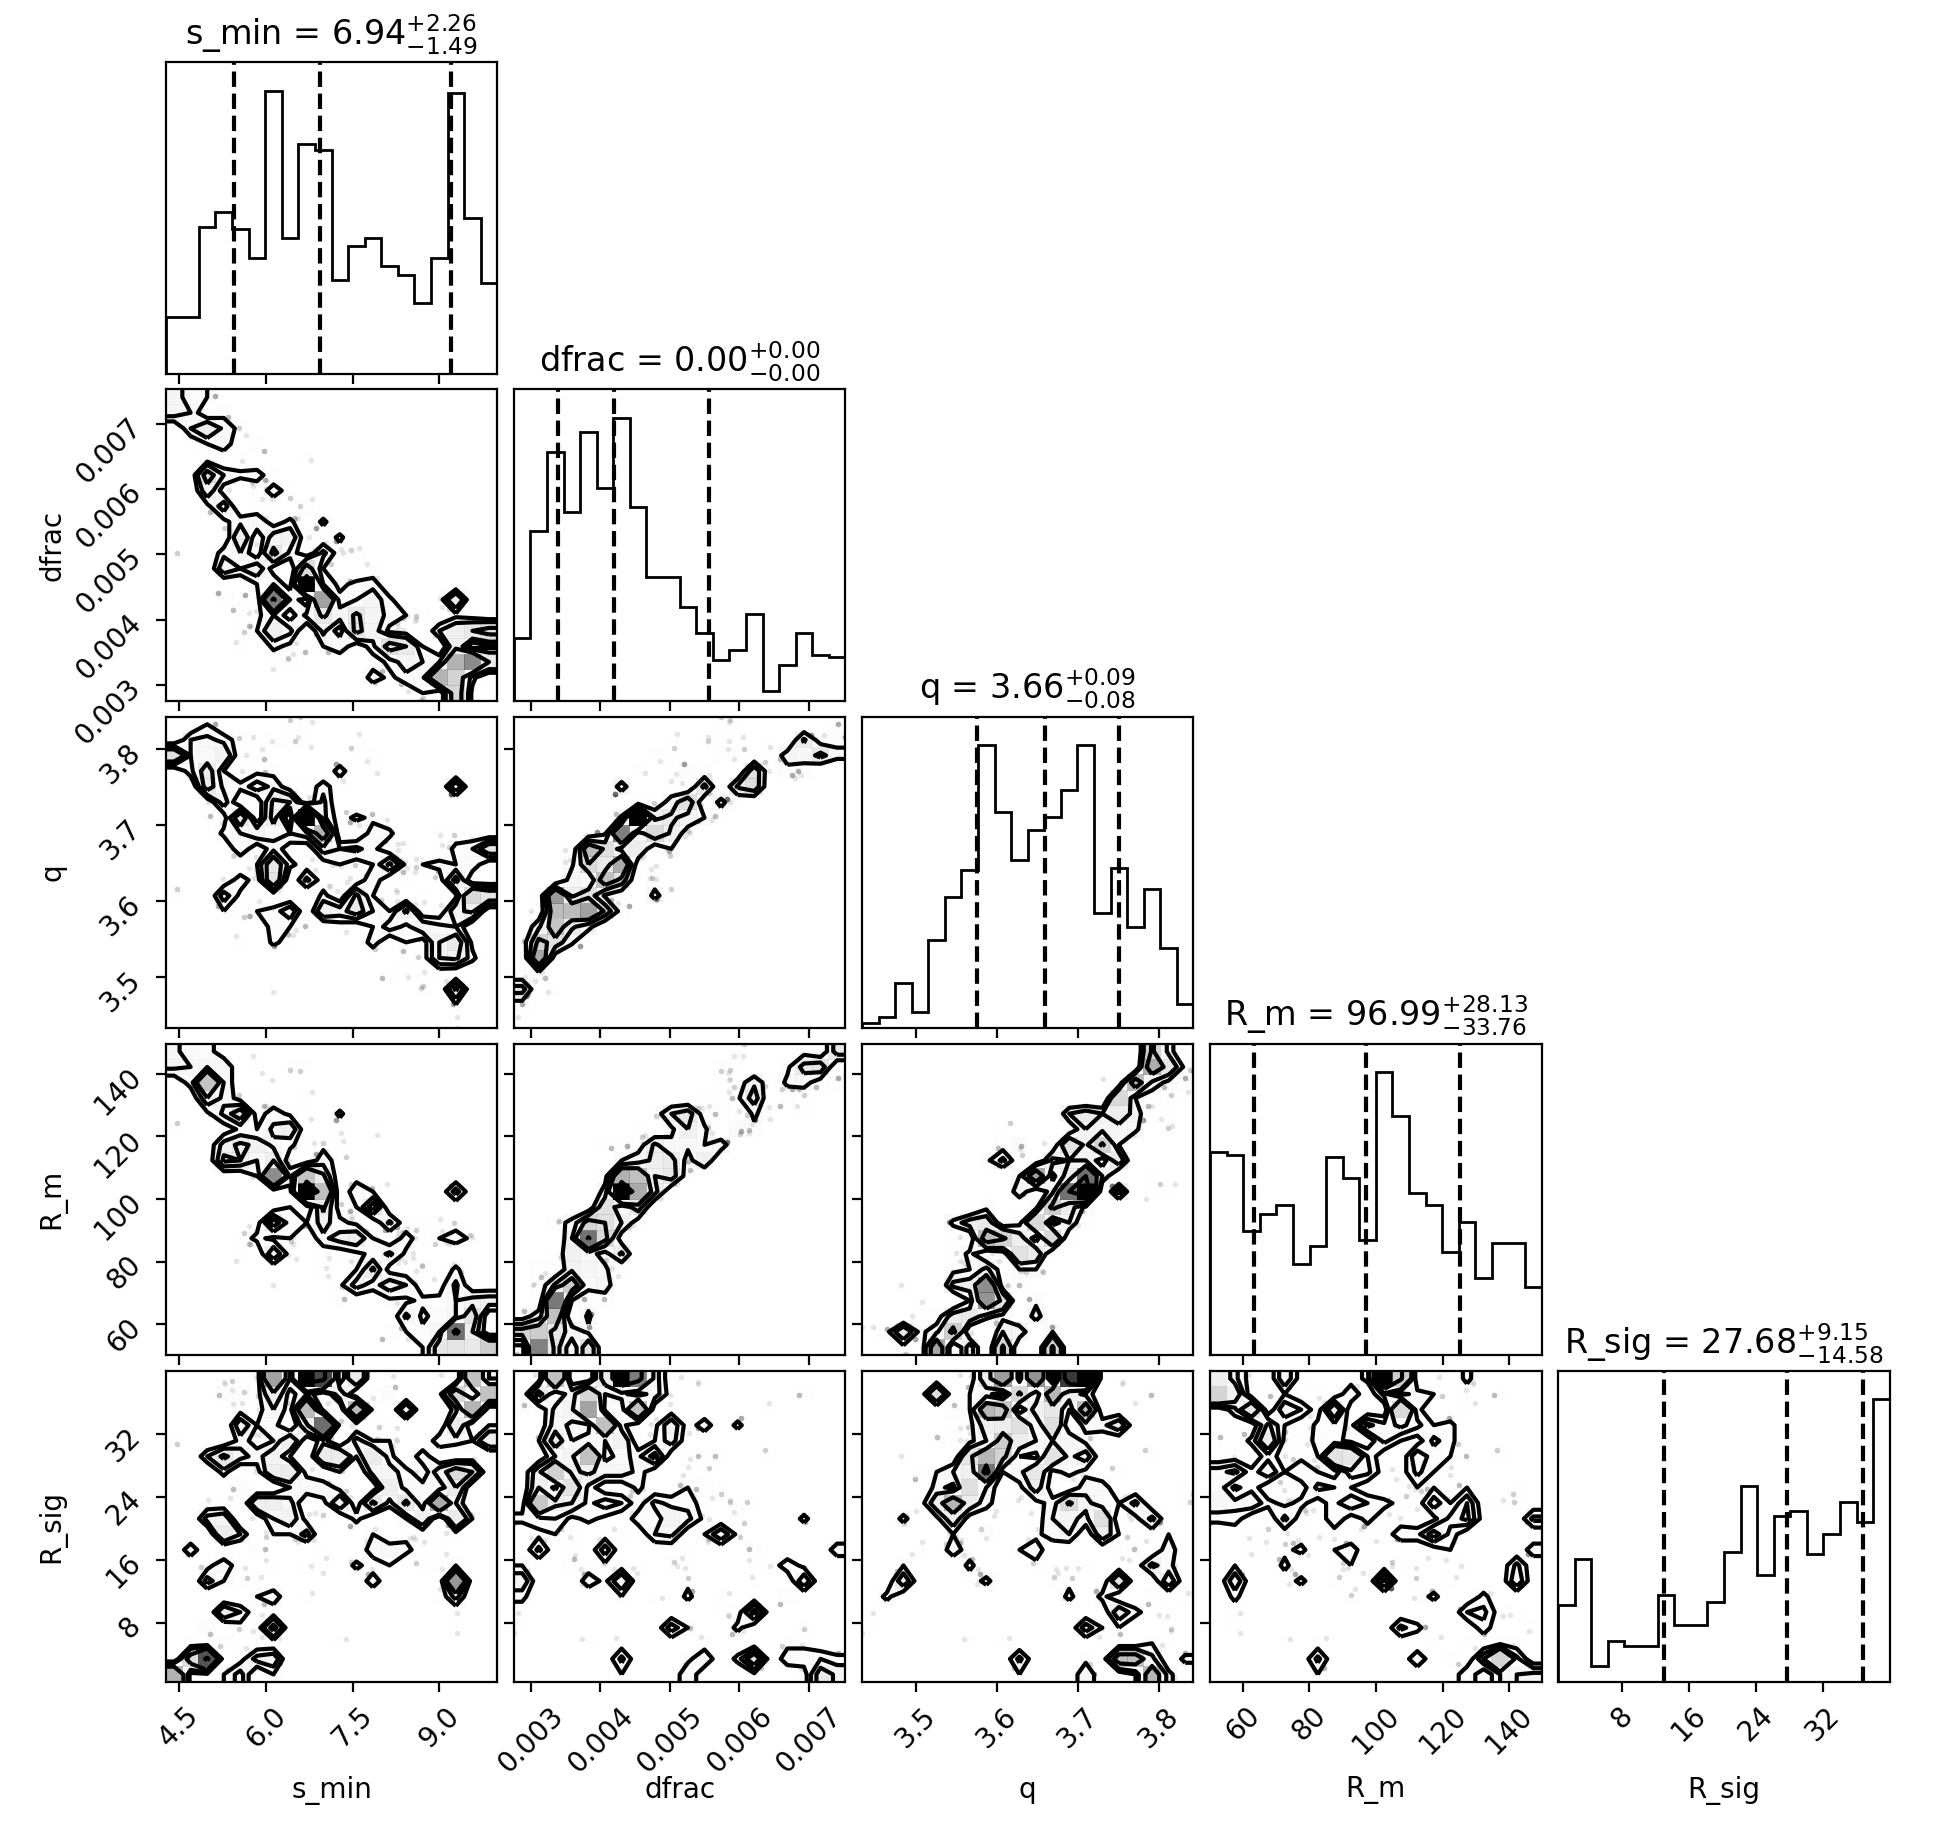 s_min = 6.94+2.26−1.49
dfrac = 0.00+0.00−0.00
0.007
0.006
0.005
0.004
0.003
dfrac
q = 3.66+0.09−0.08
3.8
3.7
3.6
3.5
q
R_m = 96.99+28.13−33.76
140
120
100
80
60
R_m
R_sig = 27.68+9.15−14.58
32
24
16
8
R_sig
4.5 6.0 7.5 9.0
0.003 0.004 0.005 0.006 0.007
3.5 3.6 3.7 3.8
60 80 100 120 140
8 16 24 32
s_min dfrac q R_m R_sig